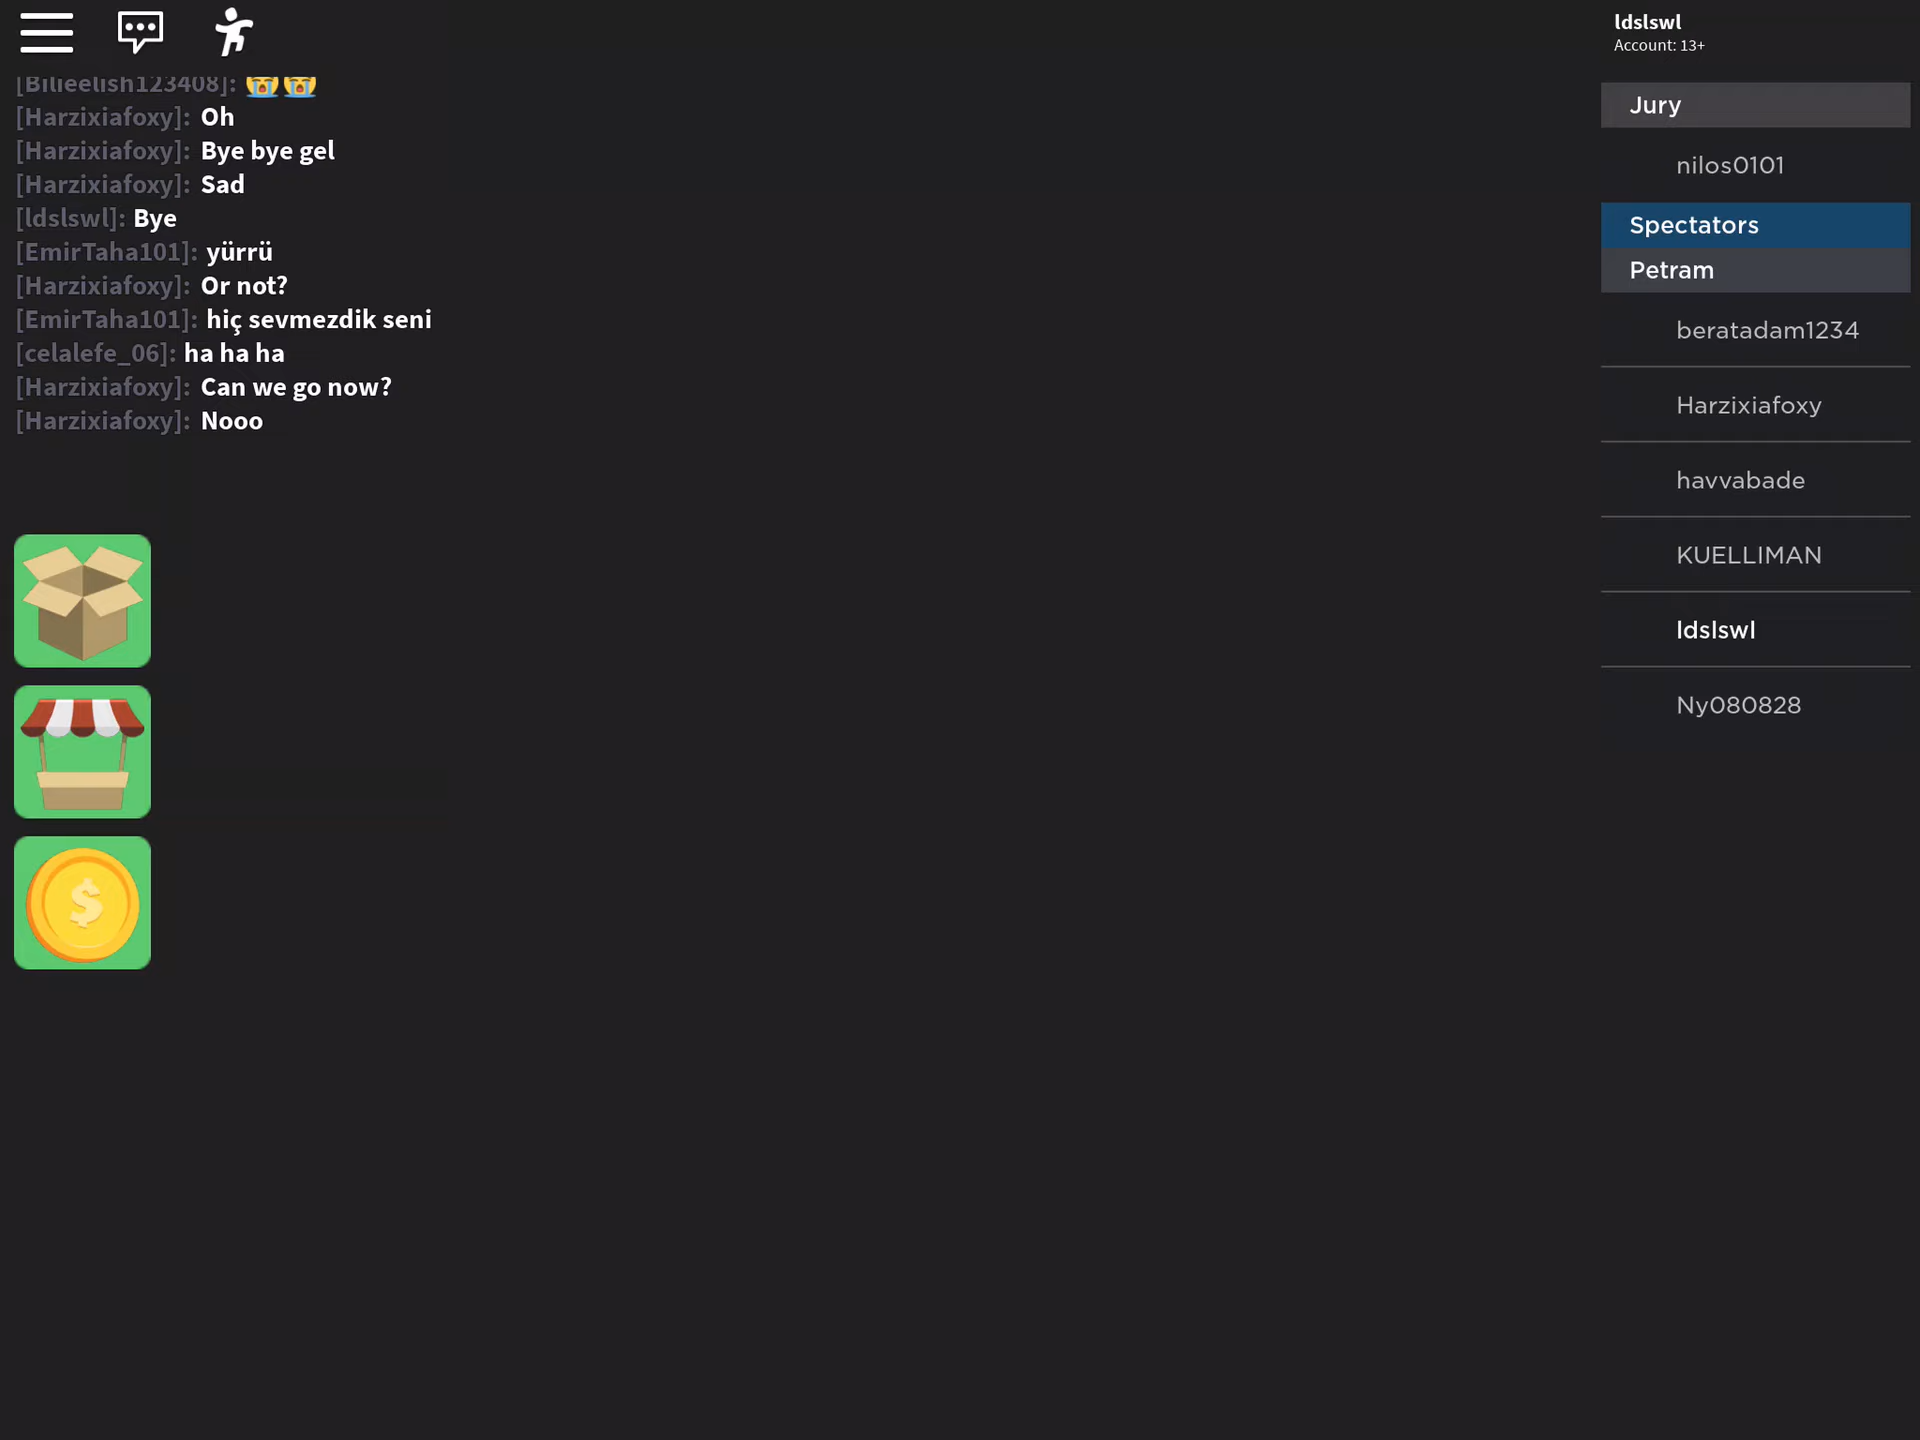 [Billieelish123408]: 😭😭
[Harzixiafoxy]: Oh
[Harzixiafoxy]: Bye bye gel
[Harzixiafoxy]: Sad
[ldslswl]: Bye
[EmirTaha101]: yürrü
[Harzixiafoxy]: Or not?
[EmirTaha101]: hiç sevmezdik seni
[celalefe_06]: ha ha ha
[Harzixiafoxy]: Can we go now?
[Harzixiafoxy]: Nooo
ldslswl
Account: 13+
Jury
nilos0101
Spectators
Petram
beratadam1234
Harzixiafoxy
havvabade
KUELLIMAN
ldslswl
Ny080828